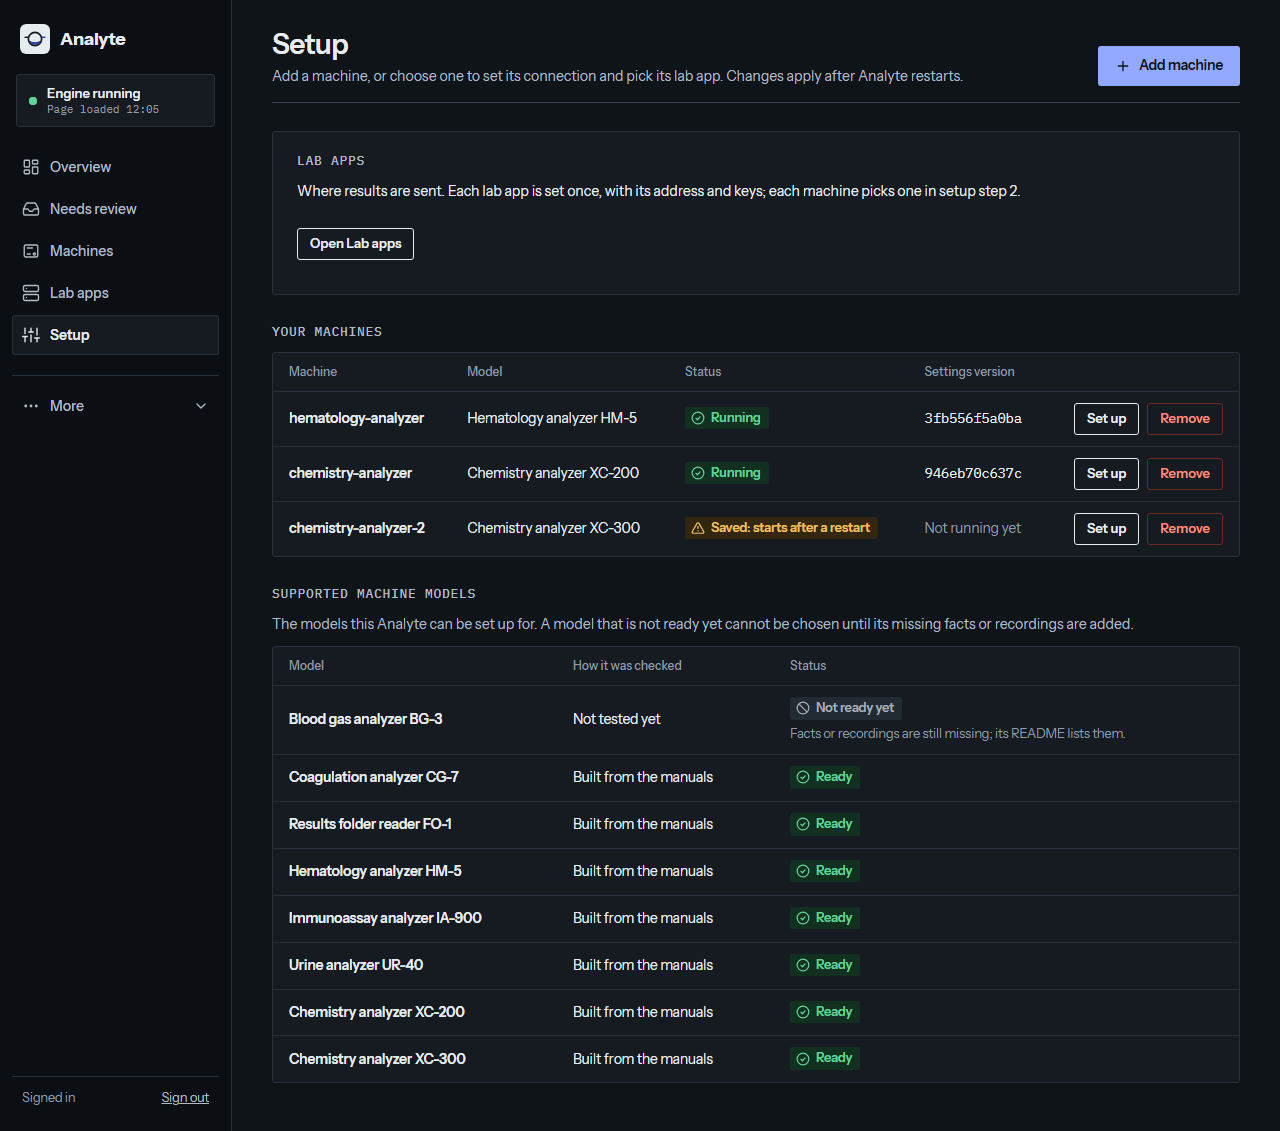 Analyte
Engine running
Page loaded 12:05
Overview
Needs review
Machines
Lab apps
Setup
More
Signed in
Sign out
Setup
Add a machine, or choose one to set its connection and pick its lab app. Changes apply after Analyte restarts.
Add machine
LAB APPS
Where results are sent. Each lab app is set once, with its address and keys; each machine picks one in setup step 2.
Open Lab apps
YOUR MACHINES
Machine Model Status Settings version
hematology-analyzer Hematology analyzer HM-5 Running 3fb556f5a0ba Set up Remove
chemistry-analyzer Chemistry analyzer XC-200 Running 946eb70c637c Set up Remove
chemistry-analyzer-2 Chemistry analyzer XC-300 Saved: starts after a restart Not running yet Set up Remove
SUPPORTED MACHINE MODELS
The models this Analyte can be set up for. A model that is not ready yet cannot be chosen until its missing facts or recordings are added.
Model How it was checked Status
Blood gas analyzer BG-3 Not tested yet Not ready yet
Facts or recordings are still missing; its README lists them.
Coagulation analyzer CG-7 Built from the manuals Ready
Results folder reader FO-1 Built from the manuals Ready
Hematology analyzer HM-5 Built from the manuals Ready
Immunoassay analyzer IA-900 Built from the manuals Ready
Urine analyzer UR-40 Built from the manuals Ready
Chemistry analyzer XC-200 Built from the manuals Ready
Chemistry analyzer XC-300 Built from the manuals Ready